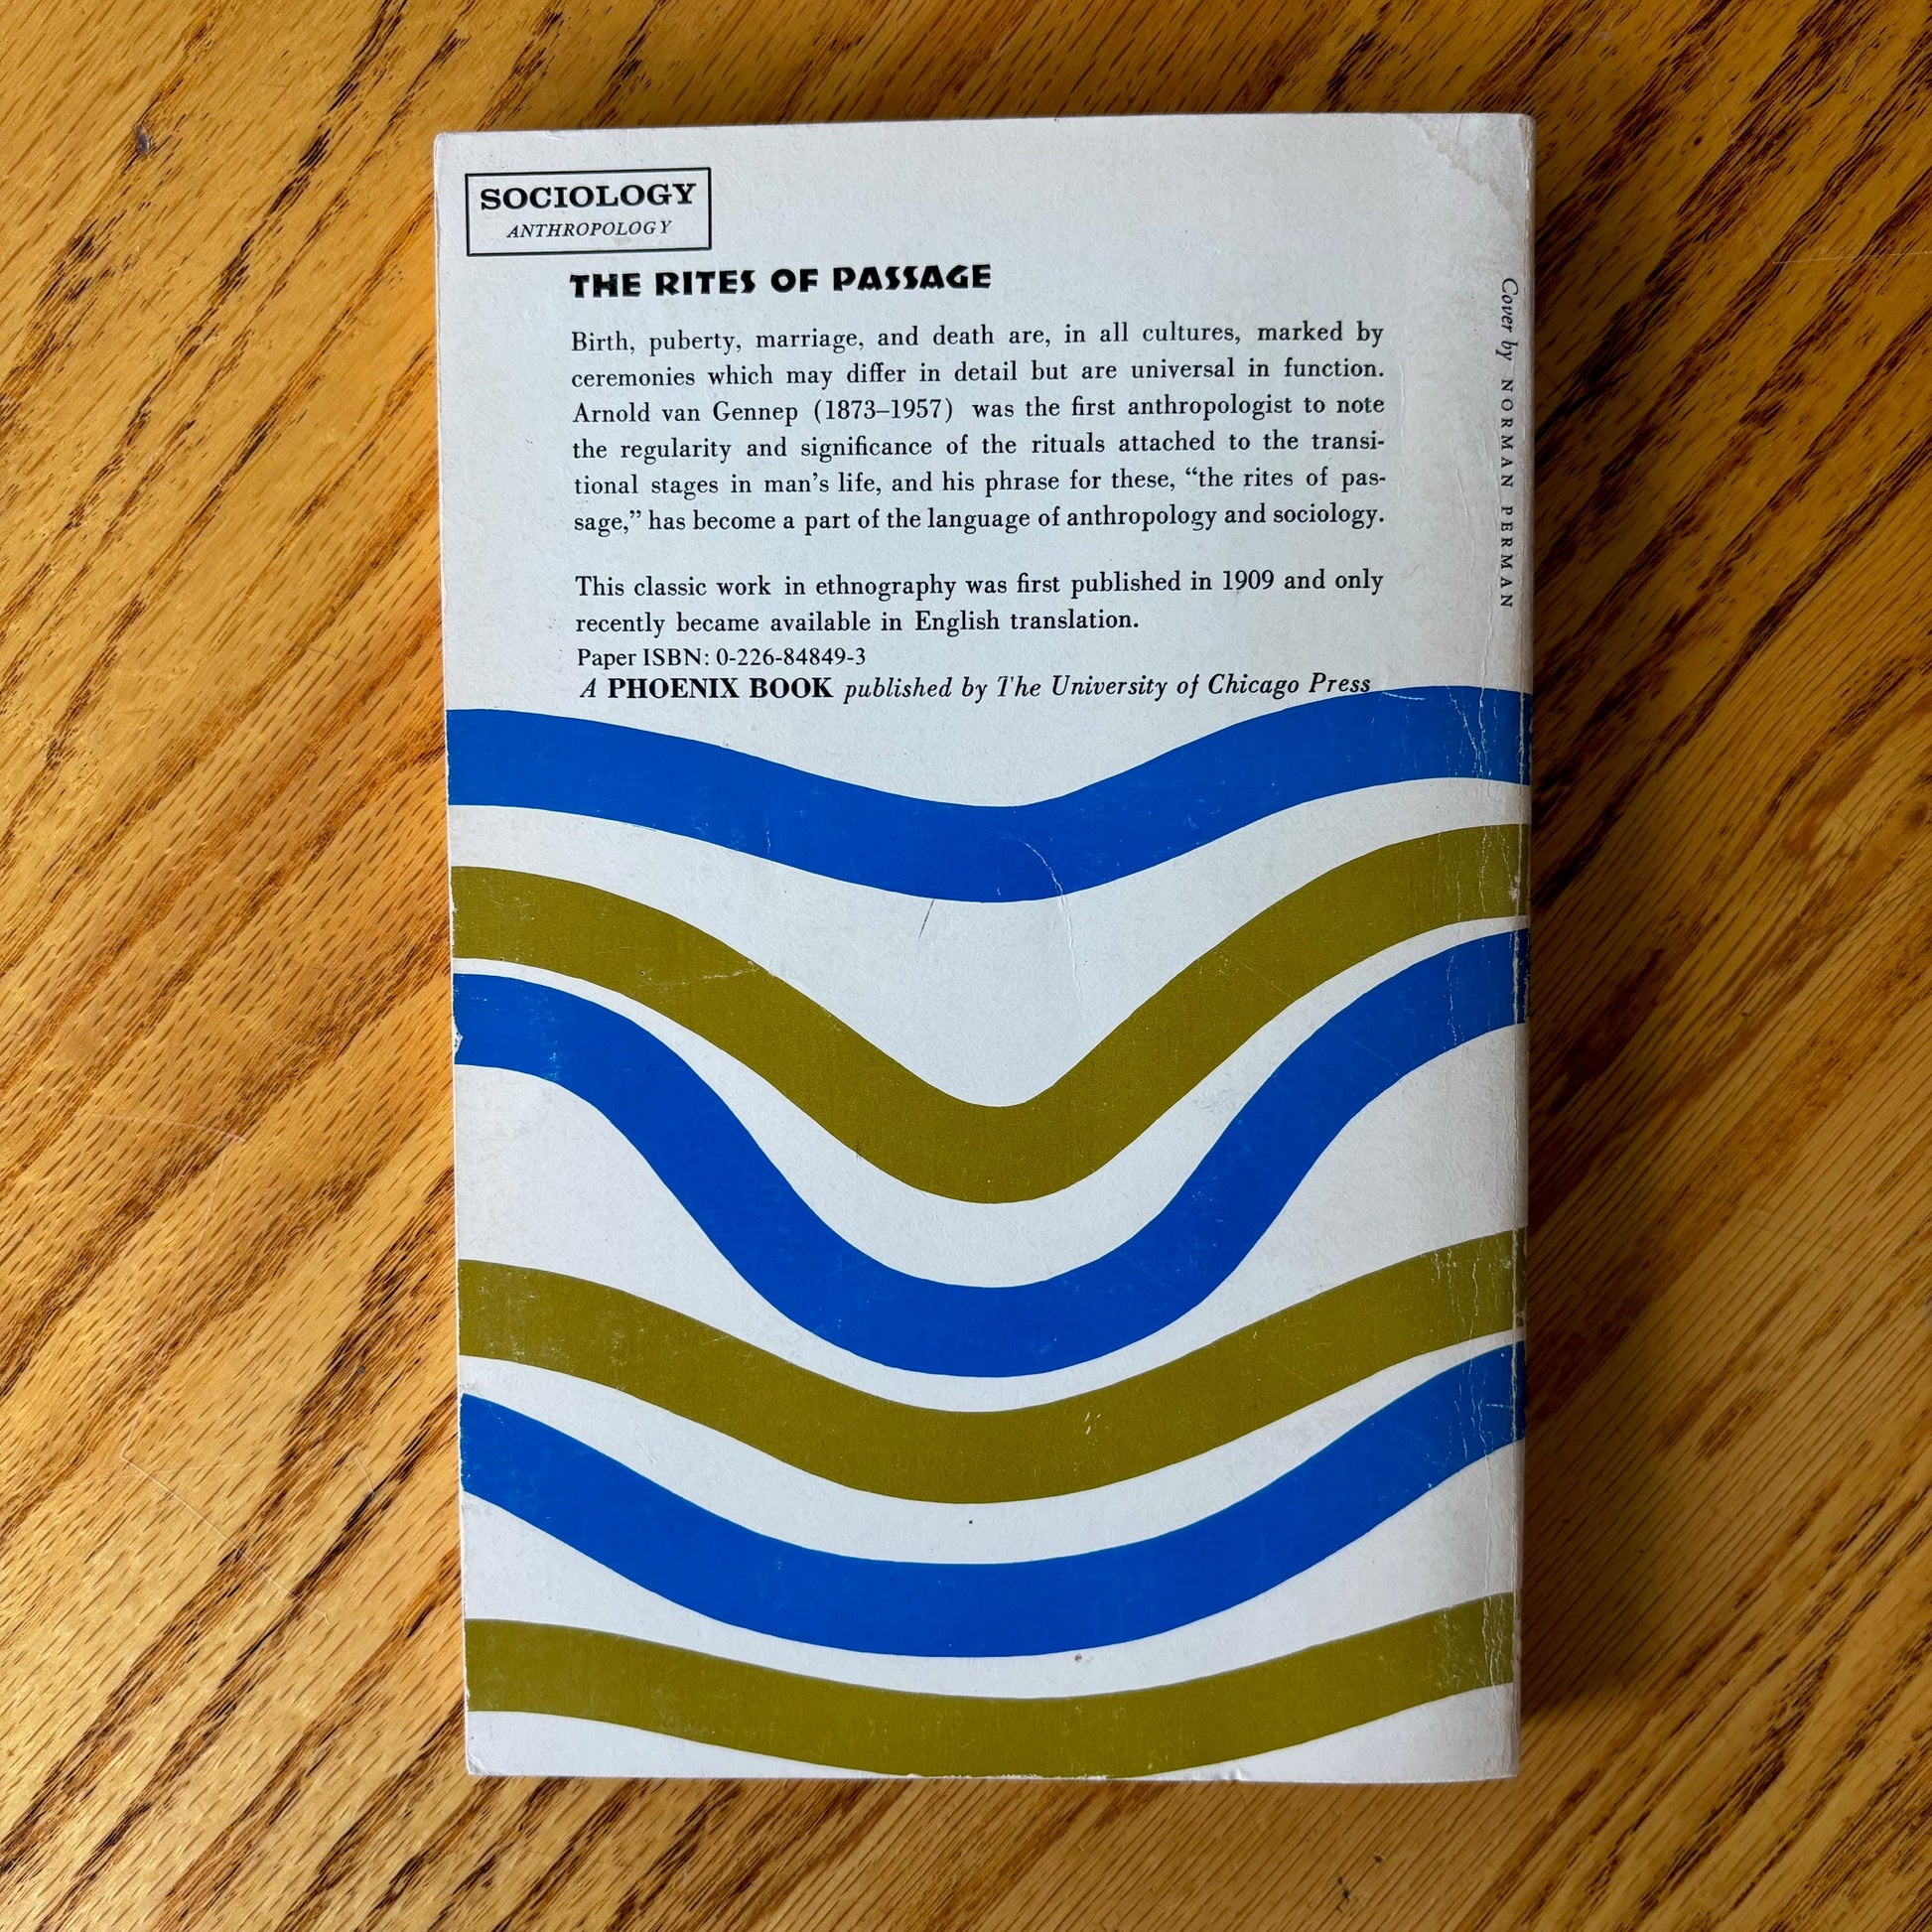 SOCIOLOGY
ANTHROPOLOGY
THE RITES OF PASSAGE
Birth, puberty, marriage, and death are, in all cultures, marked by
ceremonies which may differ in detail but are universal in function.
Arnold van Gennep (1873–1957) was the first anthropologist to note
the regularity and significance of the rituals attached to the transi-
tional stages in man's life, and his phrase for these, “the rites of pas-
sage,” has become a part of the language of anthropology and sociology.
This classic work in ethnography was first published in 1909 and only
recently became available in English translation.
Paper ISBN: 0-226-84849-3
A PHOENIX BOOK published by The University of Chicago Press
Cover by NORMAN PERMAN